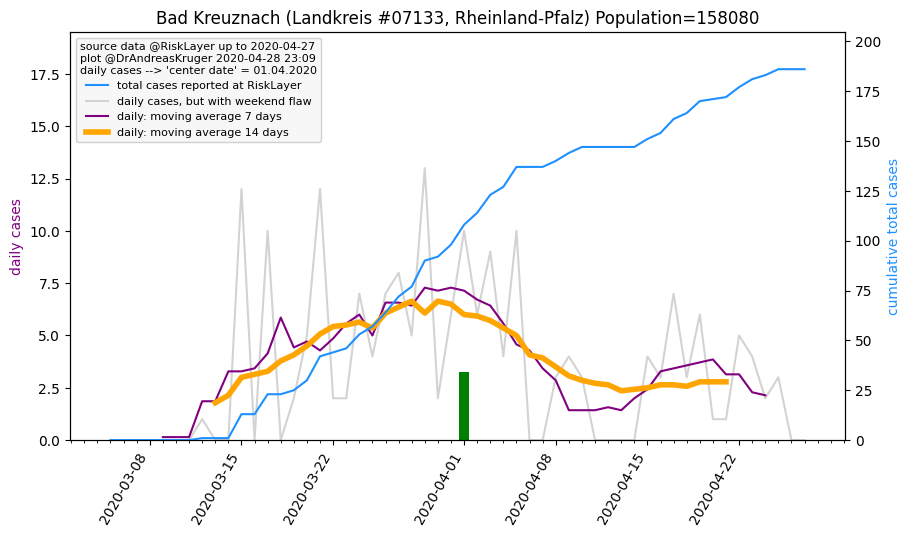 Bad Kreuznach (Landkreis #07133, Rheinland-Pfalz) Population=158080
source data @RiskLayer up to 2020-04-27
plot @DrAndreasKruger 2020-04-28 23:09
daily cases --> 'center date' = 01.04.2020
total cases reported at RiskLayer
daily cases, but with weekend flaw
daily: moving average 7 days
daily: moving average 14 days
daily cases
17.5
15.0
12.5
10.0
7.5
5.0
2.5
0.0
200
175
150
125
100
75
50
25
0
cumulative total cases
2020-03-08
2020-03-15
2020-03-22
2020-04-01
2020-04-08
2020-04-15
2020-04-22